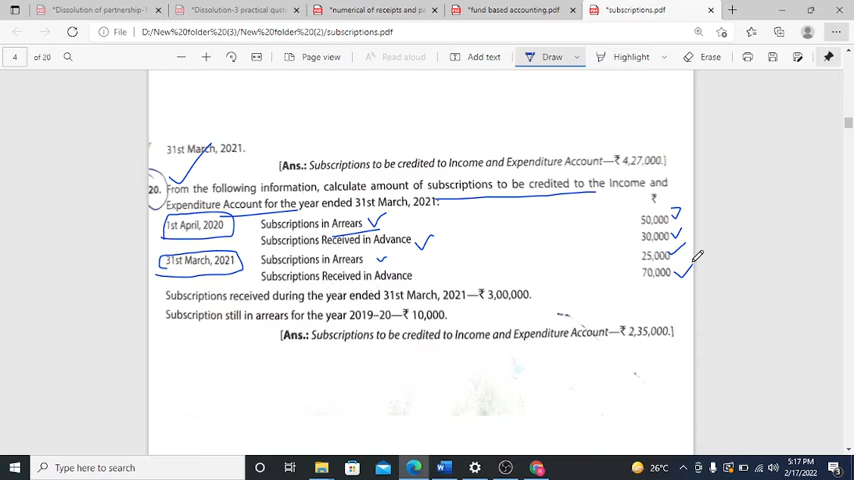 *Dissolution of partnership-
*Dissolution-3 practical qust
*numerical of receipts and pa
*fund based accounting.pdf
*subscriptions.pdf
File
D:/New%20folder%20(3)/New%20folder%20(2)/subscriptions.pdf
4 of 20
Page view
Add text
Draw
Highlight
Erase
31st March, 2021.
[Ans.: Subscriptions to be credited to Income and Expenditure Account—₹ 4,27,000.]
20. From the following information, calculate amount of subscriptions to be credited to the Income and
Expenditure Account for the year ended 31st March, 2021: ₹
1st April, 2020 Subscriptions in Arrears 50,000
Subscriptions Received in Advance 30,000
31st March, 2021 Subscriptions in Arrears 25,000
Subscriptions Received in Advance 70,000
Subscriptions received during the year ended 31st March, 2021—₹ 3,00,000.
Subscription still in arrears for the year 2019–20—₹ 10,000.
[Ans.: Subscriptions to be credited to Income and Expenditure Account—₹ 2,35,000.]
Type here to search
26°C
5:17 PM
2/17/2022